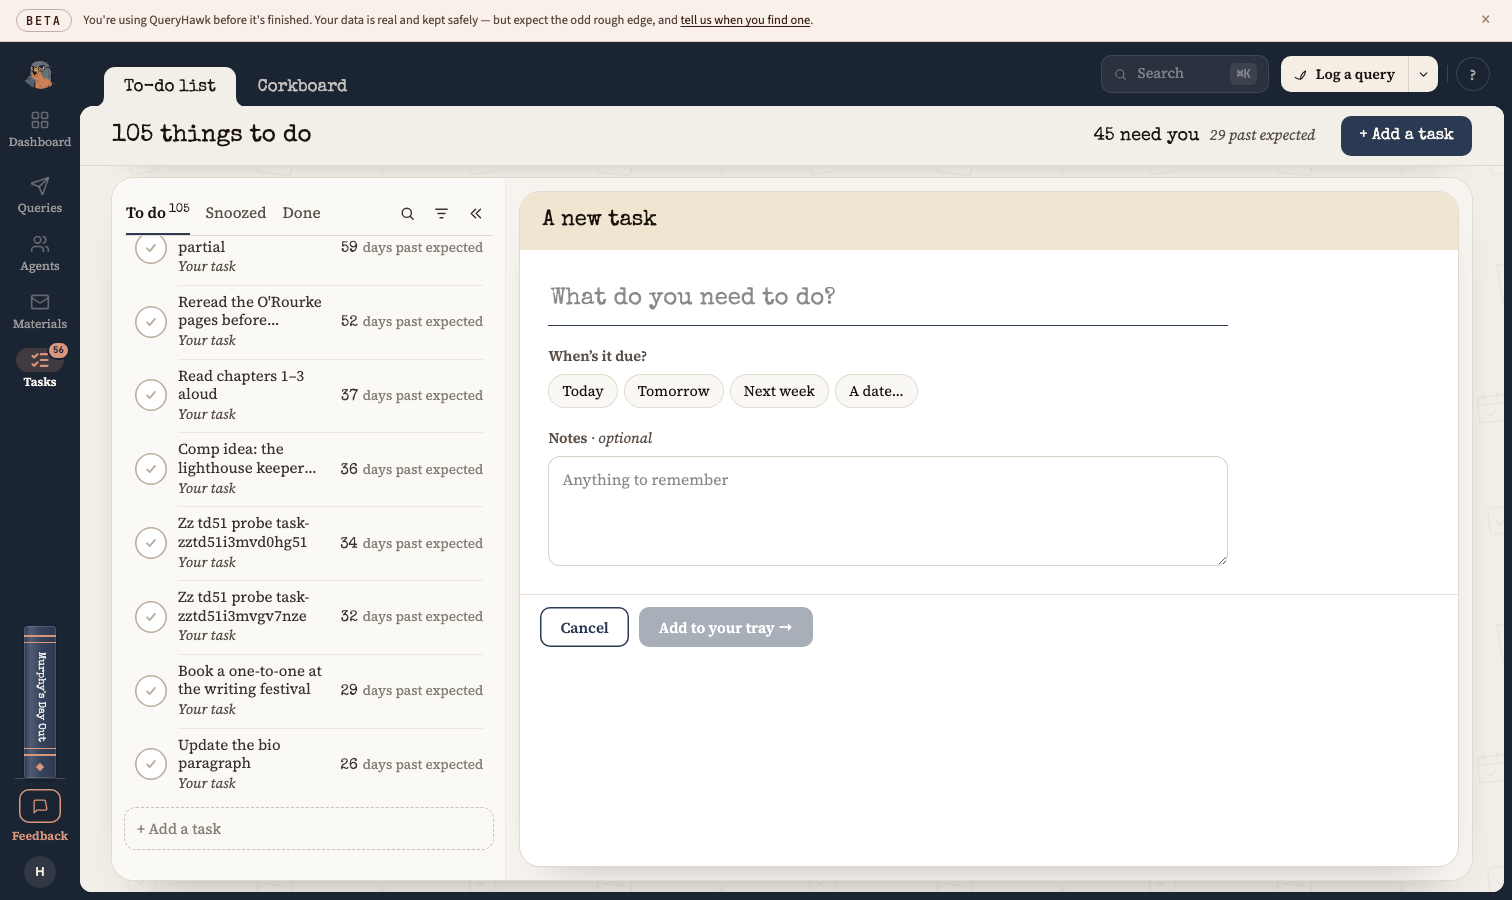 BETA
You're using QueryHawk before it's finished. Your data is real and kept safely — but expect the odd rough edge, and tell us when you find one.
×
To-do list
Corkboard
Search
⌘K
Log a query
?
Dashboard
Queries
Agents
Materials
56
Tasks
Murphy's Day Out
Feedback
H
105 things to do
45 need you
29 past expected
+ Add a task
To do 105
Snoozed
Done
partial
59 days past expected
Your task
Reread the O'Rourke
pages before...
52 days past expected
Your task
Read chapters 1–3
aloud
37 days past expected
Your task
Comp idea: the
lighthouse keeper...
36 days past expected
Your task
Zz td51 probe task-
zztd51i3mvd0hg51
34 days past expected
Your task
Zz td51 probe task-
zztd51i3mvgv7nze
32 days past expected
Your task
Book a one-to-one at
the writing festival
29 days past expected
Your task
Update the bio
paragraph
26 days past expected
Your task
+ Add a task
A new task
What do you need to do?
When's it due?
Today
Tomorrow
Next week
A date...
Notes · optional
Anything to remember
Cancel
Add to your tray →